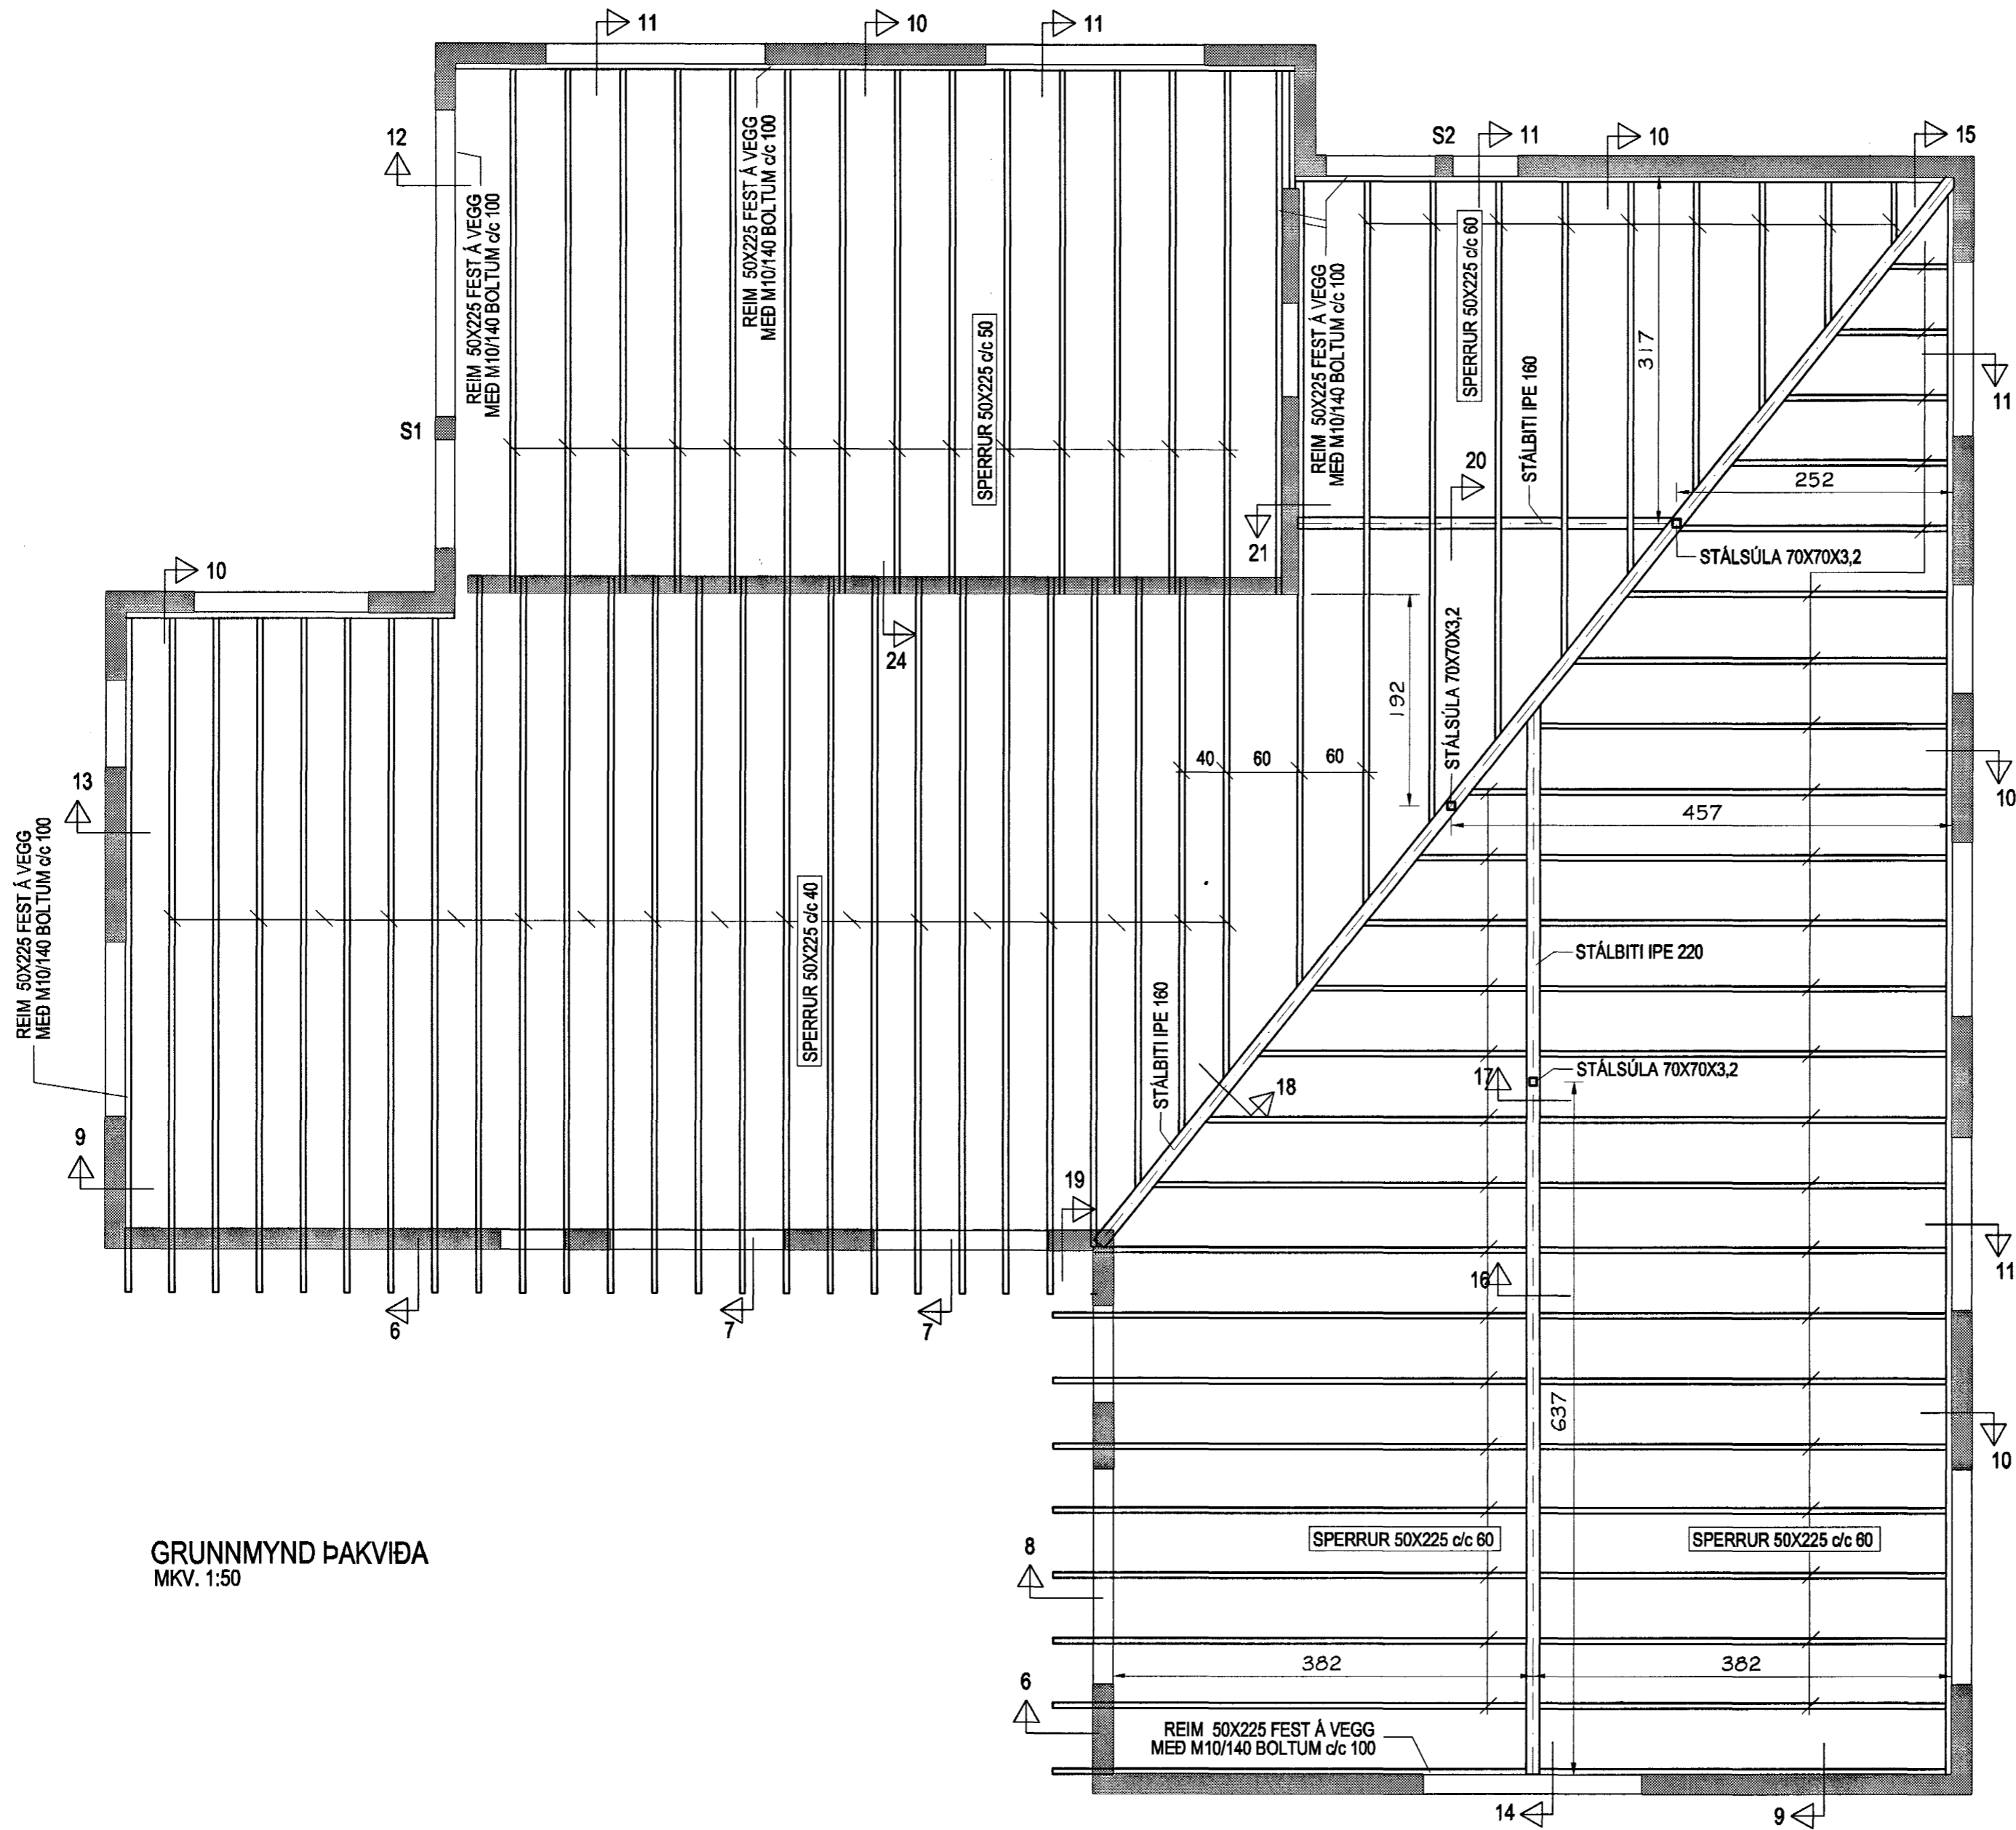 11
10
11
12
S2
11
10
15
REIM 50X225 FEST Á VEGG
MEÐ M10/140 BOLTUM c/c 100
REIM 50X225 FEST Á VEGG
MEÐ M10/140 BOLTUM c/c 100
SPERRUR 50X225 c/c 50
REIM 50X225 FEST Á VEGG
MEÐ M10/140 BOLTUM c/c 100
SPERRUR 50X225 c/c 60
317
STÁLBITI IPE 160
11
S1
20
252
21
STÁLSÚLA 70X70X3,2
10
24
STÁLSÚLA 70X70X3,2
192
40
60
60
13
10
457
REIM 50X225 FEST Á VEGG
MEÐ M10/140 BOLTUM c/c 100
SPERRUR 50X225 c/c 40
STÁLBITI IPE 220
STÁLBITI IPE 160
17
STÁLSÚLA 70X70X3,2
18
9
19
11
16
6
7
7
637
10
GRUNNMYND ÞAKVIÐA
MKV. 1:50
8
SPERRUR 50X225 c/c 60
SPERRUR 50X225 c/c 60
382
382
6
REIM 50X225 FEST Á VEGG
MEÐ M10/140 BOLTUM c/c 100
14
9